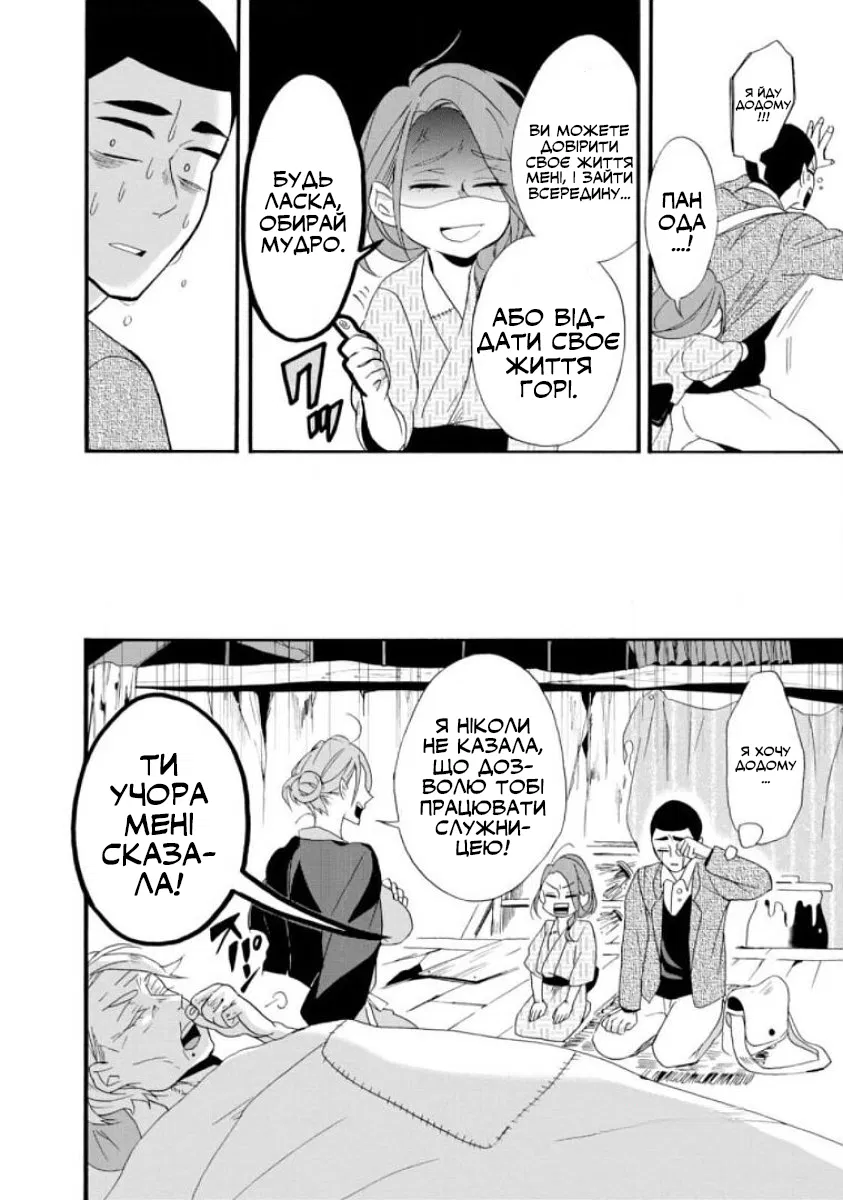 Я ЙДУ
ДОДОМУ
!!!
ПАН
ОДА
...!
ВИ МОЖЕТЕ
ДОВІРИТИ
СВОЄ ЖИТТЯ
МЕНІ, І ЗАЙТИ
ВСЕРЕДИНУ...
АБО ВІД-
ДАТИ СВОЄ
ЖИТТЯ
ГОРІ.
БУДЬ
ЛАСКА,
ОБИРАЙ
МУДРО.
Я ХОЧУ
ДОДОМУ
...
Я НІКОЛИ
НЕ КАЗАЛА,
ЩО ДОЗ-
ВОЛЮ ТОБІ
ПРАЦЮВАТИ
СЛУЖНИ-
ЦЕЮ!
ТИ
УЧОРА
МЕНІ
СКАЗА-
ЛА!